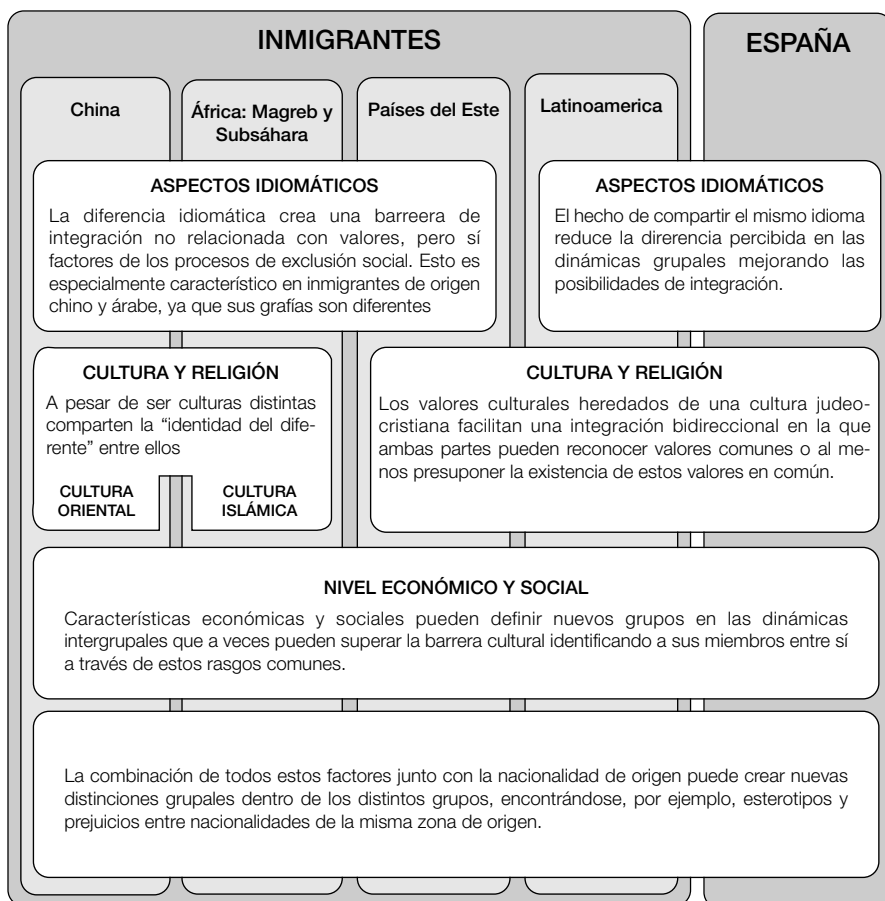 INMIGRANTES
ESPAÑA
China
África: Magreb y
Subsáhara
Países del Este
Latinoamerica
ASPECTOS IDIOMÁTICOS
La diferencia idiomática crea una barreera de
integración no relacionada con valores, pero sí
factores de los procesos de exclusión social. Esto es
especialmente característico en inmigrantes de origen
chino y árabe, ya que sus grafías son diferentes
ASPECTOS IDIOMÁTICOS
El hecho de compartir el mismo idioma
reduce la direrencia percibida en las
dinámicas grupales mejorando las
posibilidades de integración.
CULTURA Y RELIGIÓN
A pesar de ser culturas distintas
comparten la “identidad del dife-
rente” entre ellos
CULTURA
ORIENTAL
CULTURA
ISLÁMICA
CULTURA Y RELIGIÓN
Los valores culturales heredados de una cultura judeo-
cristiana facilitan una integración bidireccional en la que
ambas partes pueden reconocer valores comunes o al me-
nos presuponer la existencia de estos valores en común.
NIVEL ECONÓMICO Y SOCIAL
Características económicas y sociales pueden definir nuevos grupos en las dinámicas
intergrupales que a veces pueden superar la barrera cultural identificando a sus miembros entre sí
a través de estos rasgos comunes.
La combinación de todos estos factores junto con la nacionalidad de origen puede crear nuevas
distinciones grupales dentro de los distintos grupos, encontrándose, por ejemplo, esterotipos y
prejuicios entre nacionalidades de la misma zona de origen.